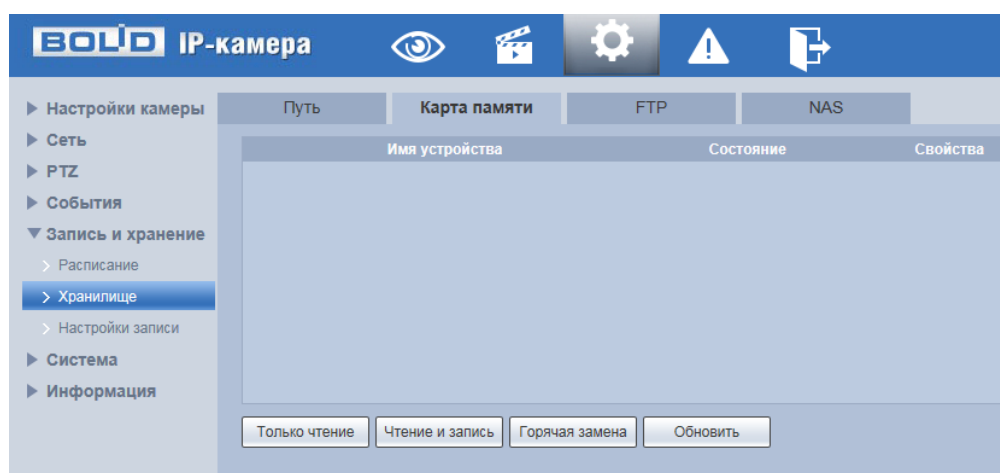 BOLID IP-камера
Настройки камеры
Сеть
PTZ
События
Запись и хранение
Расписание
Хранилище
Настройки записи
Система
Информация
Путь Карта памяти FTP NAS
Имя устройства Состояние Свойства
Только чтение Чтение и запись Горячая замена Обновить